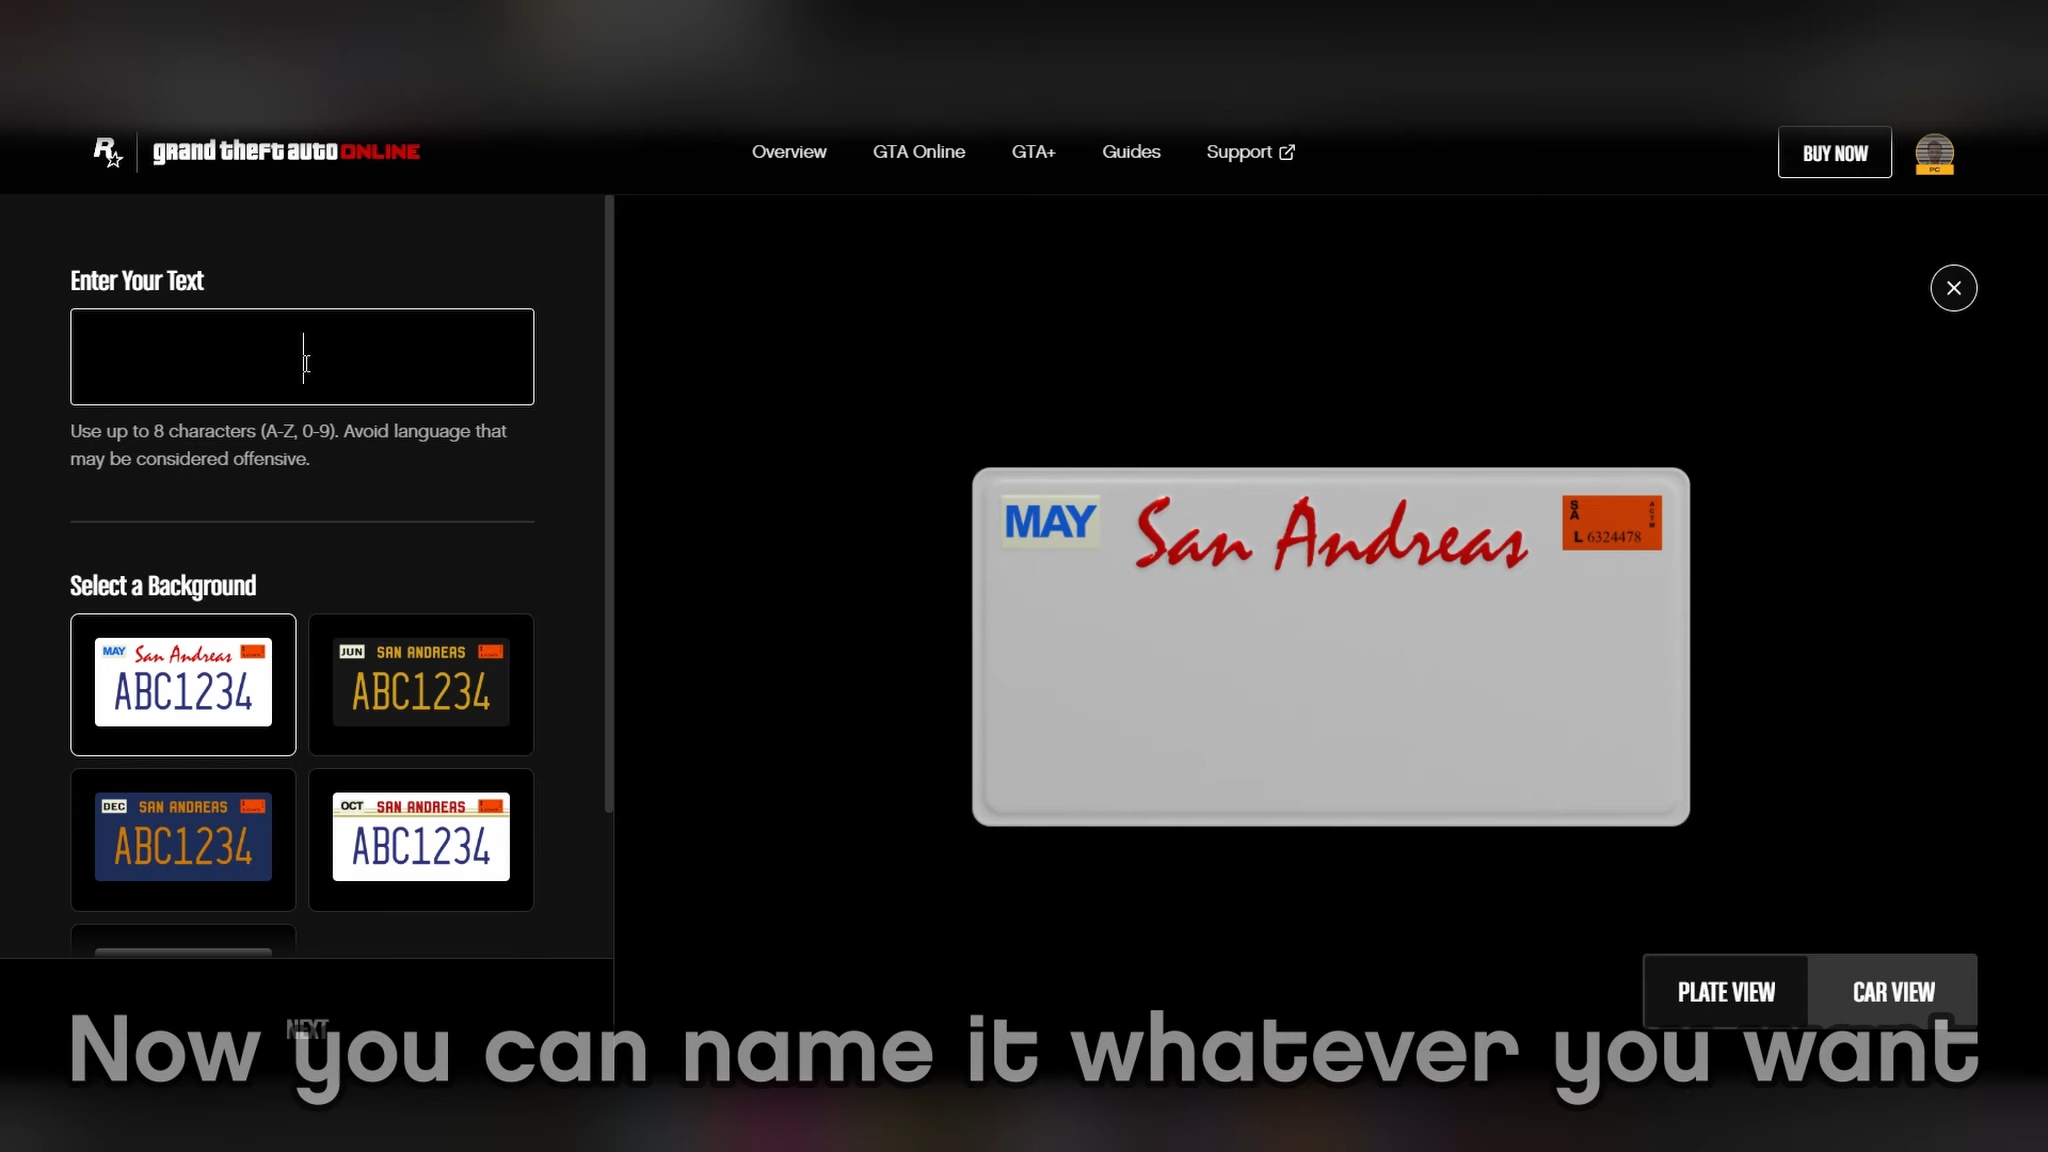 grand theft auto ONLINE
Overview
GTA Online
GTA+
Guides
Support
BUY NOW
PC
Enter Your Text
Use up to 8 characters (A-Z, 0-9). Avoid language that
may be considered offensive.
Select a Background
MAY San Andreas
ABC1234
JUN SAN ANDREAS
ABC1234
DEC SAN ANDREAS
ABC1234
OCT SAN ANDREAS
ABC1234
NEXT
MAY
San Andreas
SA
ACTM
L 6324478
PLATE VIEW
CAR VIEW
Now you can name it whatever you want